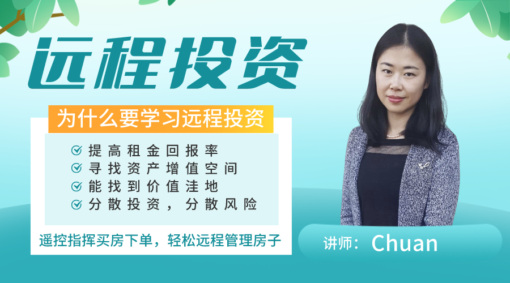 远程投资
为什么要学习远程投资
提高租金回报率
寻找资产增值空间
能找到价值洼地
分散投资，分散风险
遥控指挥买房下单，轻松远程管理房子
讲师：Chuan